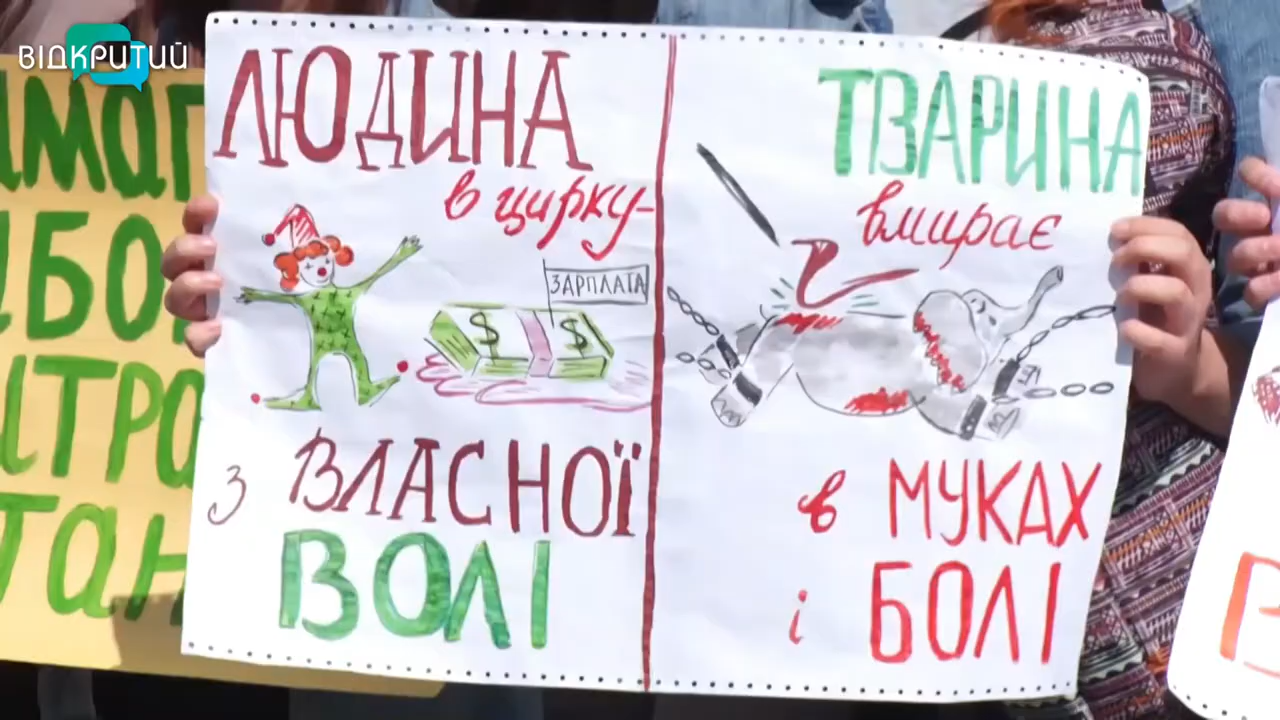 ВІДКРИТИЙ
ЛЮДИНА
в цирку-
ЗАРПЛАТА
$ $
з ВЛАСНОЇ
ВОЛІ
ТВАРИНА
вмирає
в МУКАХ
і БОЛІ